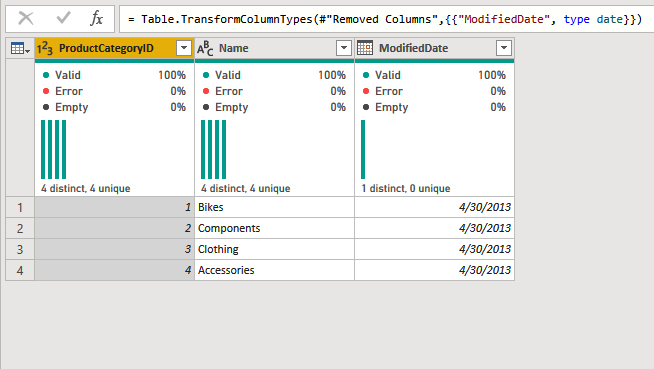 fx = Table.TransformColumnTypes(#"Removed Columns",{{"ModifiedDate", type date}})
123 ProductCategoryID ABC Name ModifiedDate
Valid 100% Valid 100% Valid 100%
Error 0% Error 0% Error 0%
Empty 0% Empty 0% Empty 0%
4 distinct, 4 unique 4 distinct, 4 unique 1 distinct, 0 unique
1 1 Bikes 4/30/2013
2 2 Components 4/30/2013
3 3 Clothing 4/30/2013
4 4 Accessories 4/30/2013